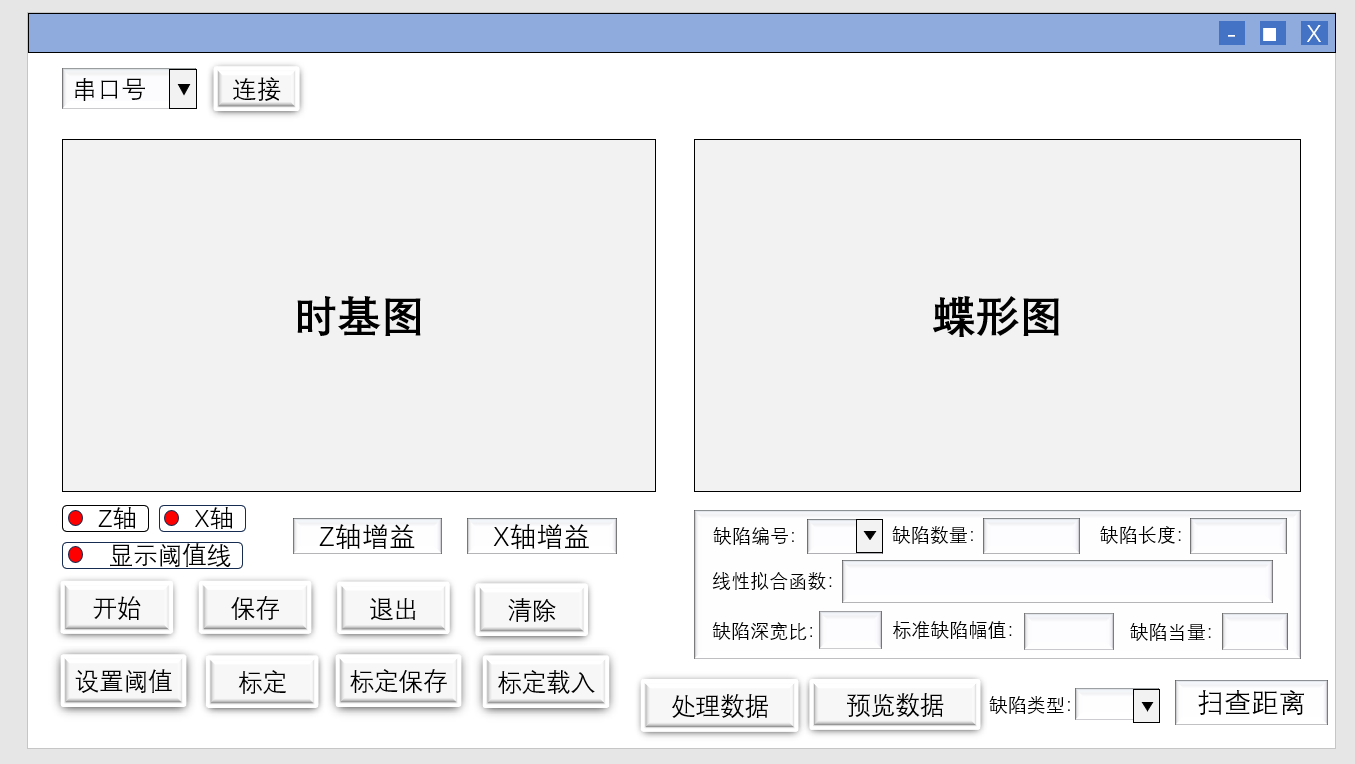 - X
串口号 连接
时基图 蝶形图
Z轴 X轴
显示阈值线
Z轴增益 X轴增益
缺陷编号: 缺陷数量: 缺陷长度:
线性拟合函数:
缺陷深宽比: 标准缺陷幅值: 缺陷当量:
开始 保存 退出 清除
设置阈值 标定 标定保存 标定载入
处理数据 预览数据 缺陷类型: 扫查距离